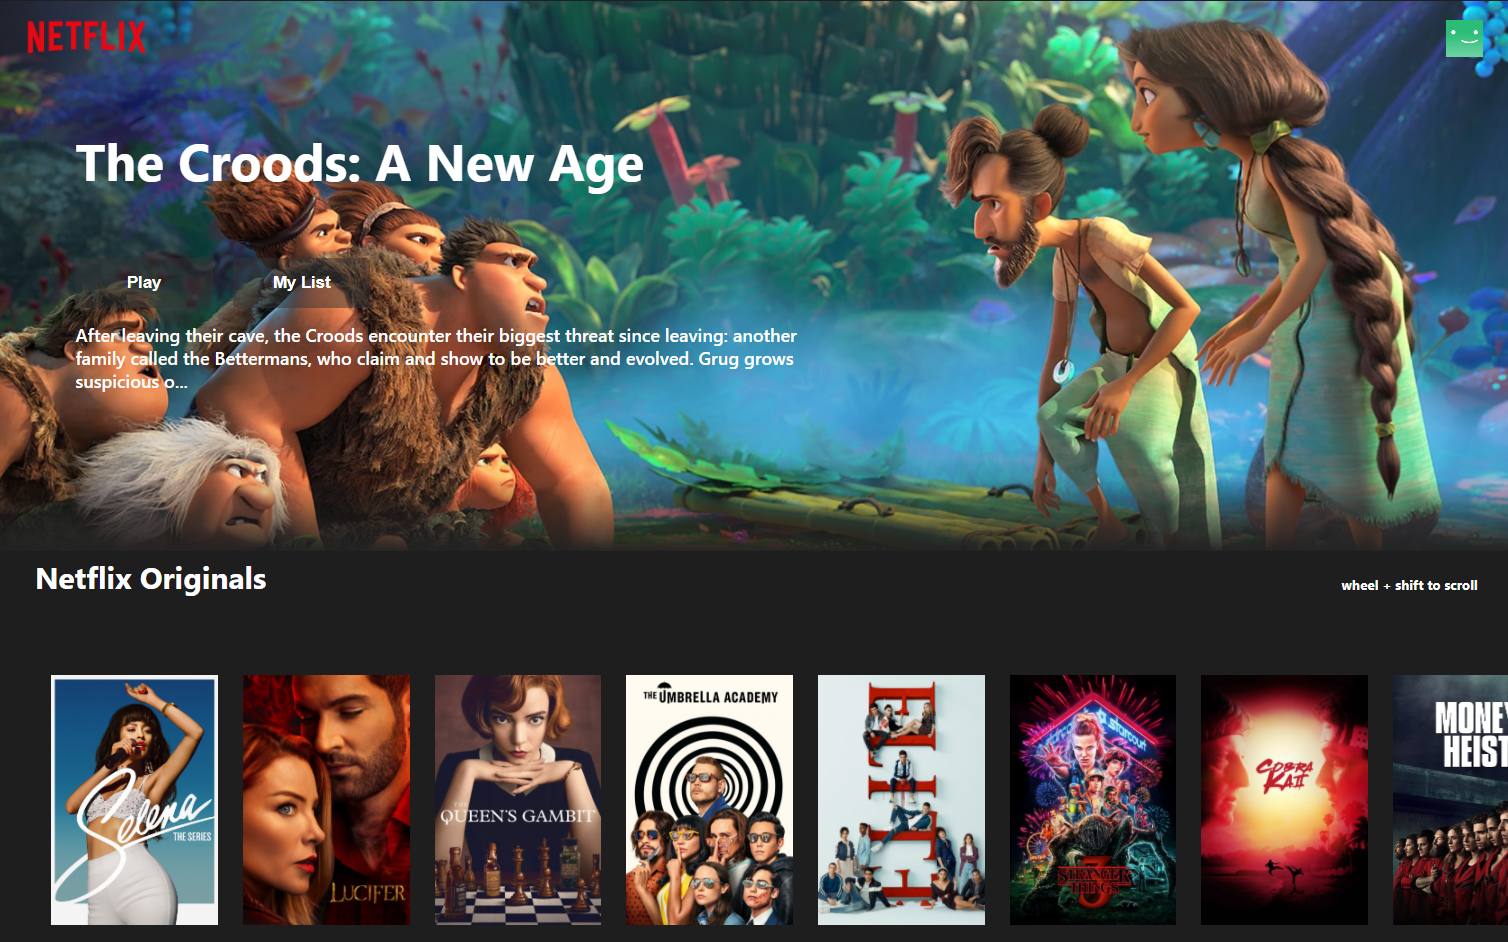 NETFLIX
The Croods: A New Age
Play
My List
After leaving their cave, the Croods encounter their biggest threat since leaving: another
family called the Bettermans, who claim and show to be better and evolved. Grug grows
suspicious o...
Netflix Originals
wheel + shift to scroll
Selena
THE SERIES
LUCIFER
THE
QUEEN'S GAMBIT
THE UMBRELLA ACADEMY
ELITE
starcourt
STRANGER
THINGS
3
COBRA
KAI
MONEY
HEIST